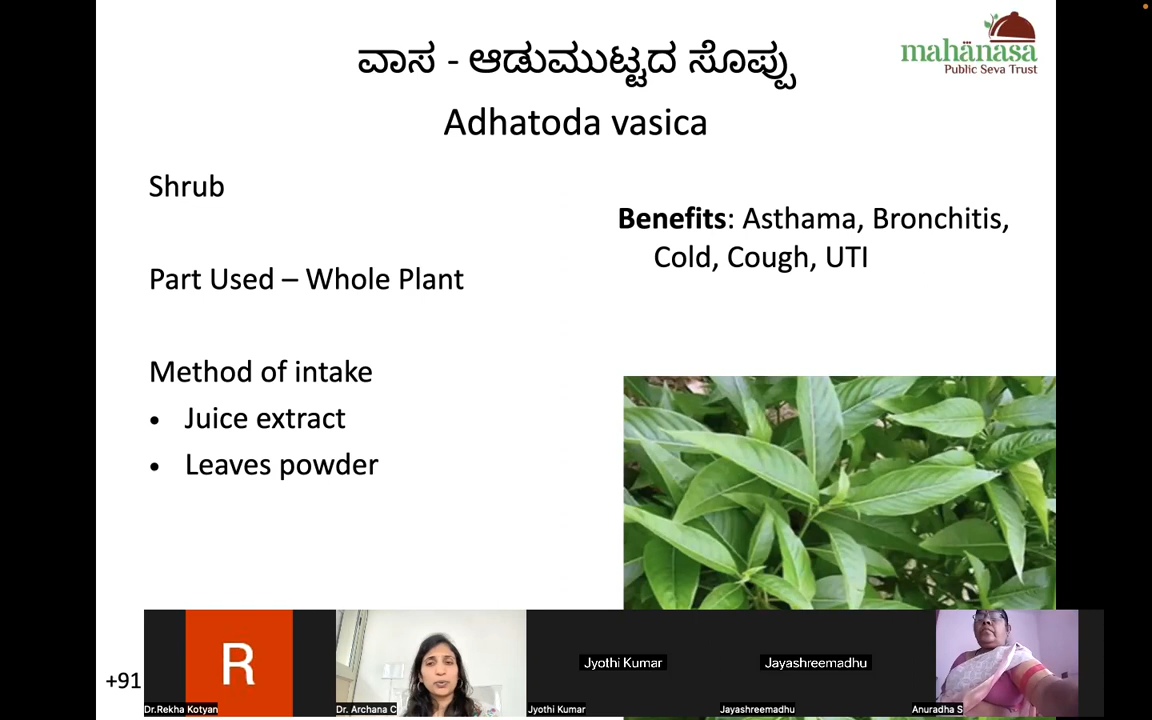 ವಾಸ - ಆಡುಮುಟ್ಟದ ಸೊಪ್ಪು
mahānasa
Public Seva Trust
Adhatoda vasica
Shrub
Part Used – Whole Plant
Method of intake
• Juice extract
• Leaves powder
Benefits: Asthama, Bronchitis,
Cold, Cough, UTI
+91
R
Dr.Rekha Kotyan
Dr. Archana C
Jyothi Kumar
Jyothi Kumar
Jayashreemadhu
Jayashreemadhu
Anuradha S